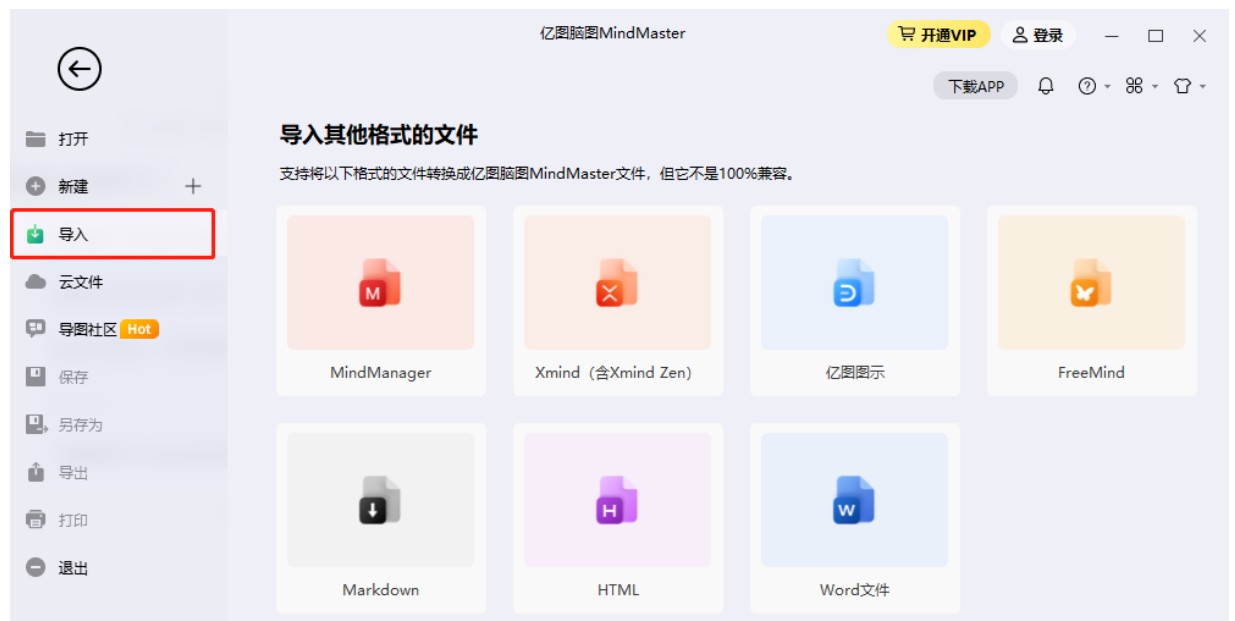 亿图脑图MindMaster
开通VIP
登录
下载APP
打开
新建
导入
云文件
导图社区 Hot
保存
另存为
导出
打印
退出
导入其他格式的文件
支持将以下格式的文件转换成亿图脑图MindMaster文件，但它不是100%兼容。
M
MindManager
Xmind（含Xmind Zen）
亿图图示
FreeMind
Markdown
H
HTML
W
Word文件